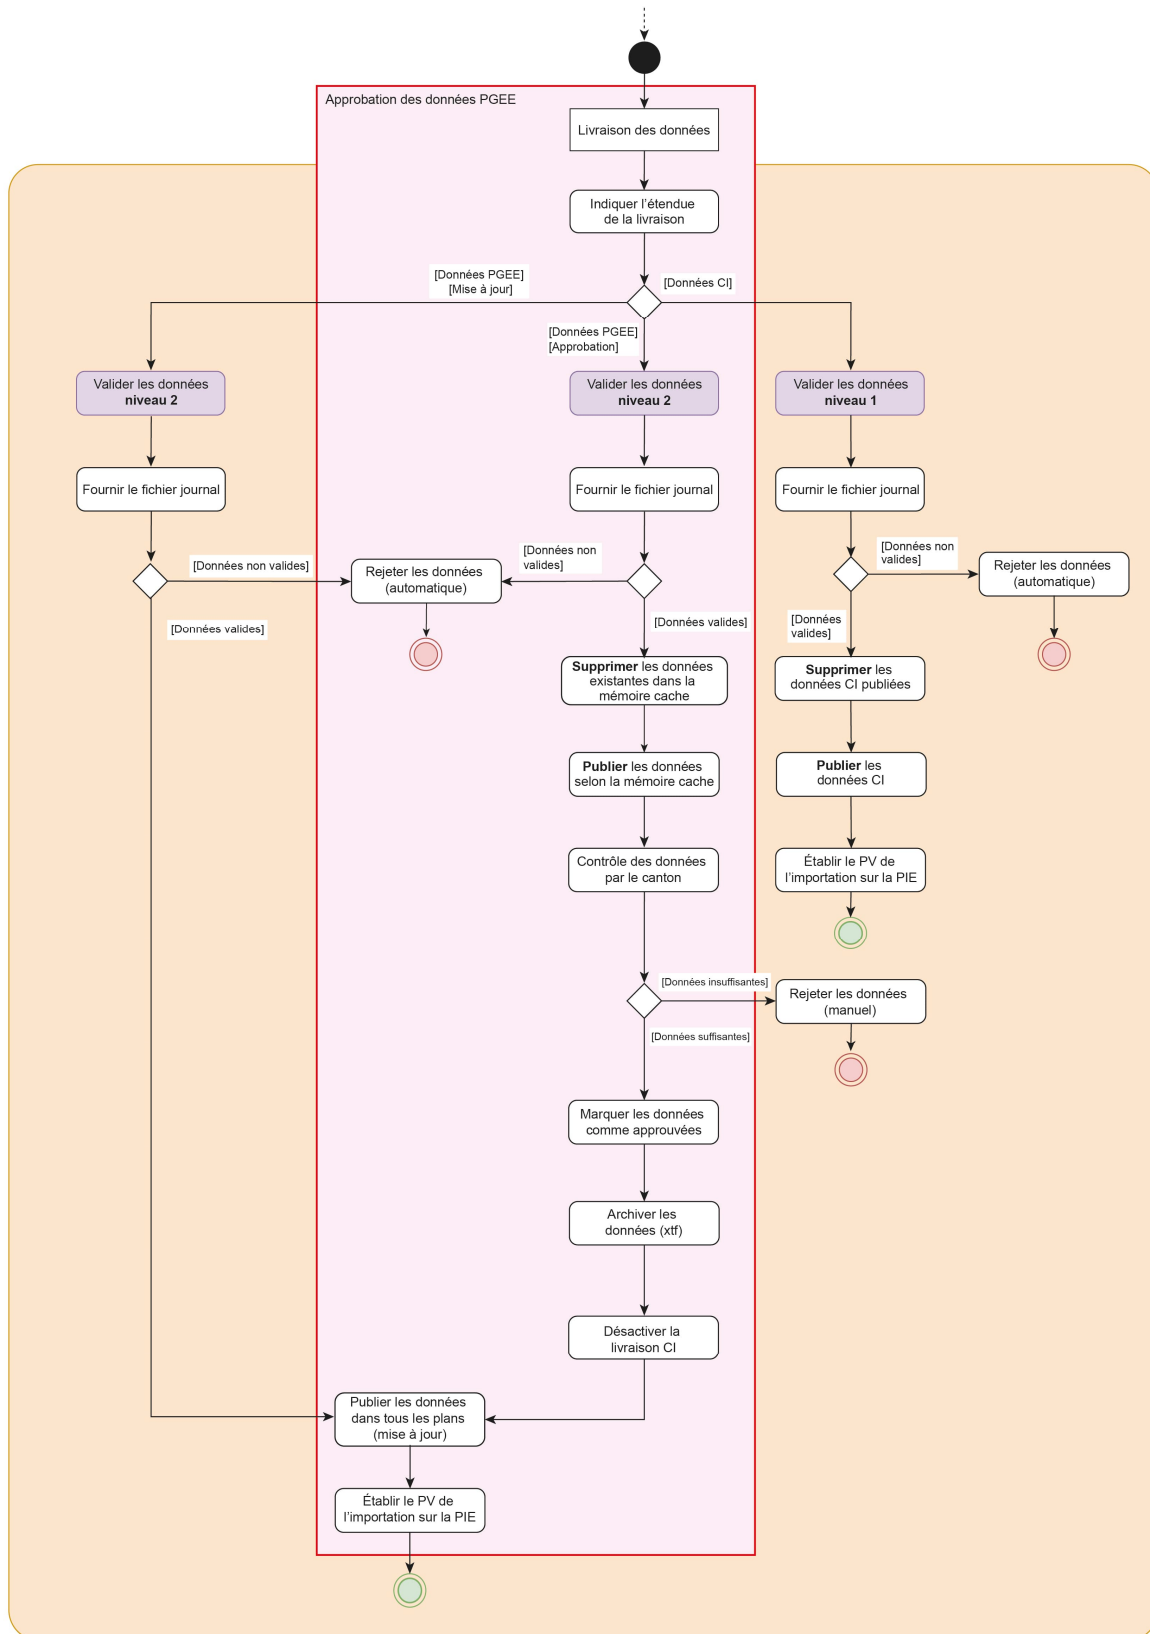 Approbation des données PGEE
Livraison des données
Indiquer l'étendue
de la livraison
[Données PGEE]
[Mise à jour]
[Données CI]
[Données PGEE]
[Approbation]
Valider les données
niveau 2
Valider les données
niveau 2
Valider les données
niveau 1
Fournir le fichier journal
Fournir le fichier journal
Fournir le fichier journal
[Données non valides]
Rejeter les données
(automatique)
[Données non
valides]
[Données non
valides]
Rejeter les données
(automatique)
[Données valides]
[Données valides]
[Données
valides]
Supprimer les données
existantes dans la
mémoire cache
Supprimer les
données CI publiées
Publier les données
selon la mémoire cache
Publier les
données CI
Contrôle des données
par le canton
Établir le PV de
l'importation sur la PIE
[Données insuffisantes]
Rejeter les données
(manuel)
[Données suffisantes]
Marquer les données
comme approuvées
Archiver les
données (xtf)
Désactiver la
livraison CI
Publier les données
dans tous les plans
(mise à jour)
Établir le PV de
l'importation sur la PIE